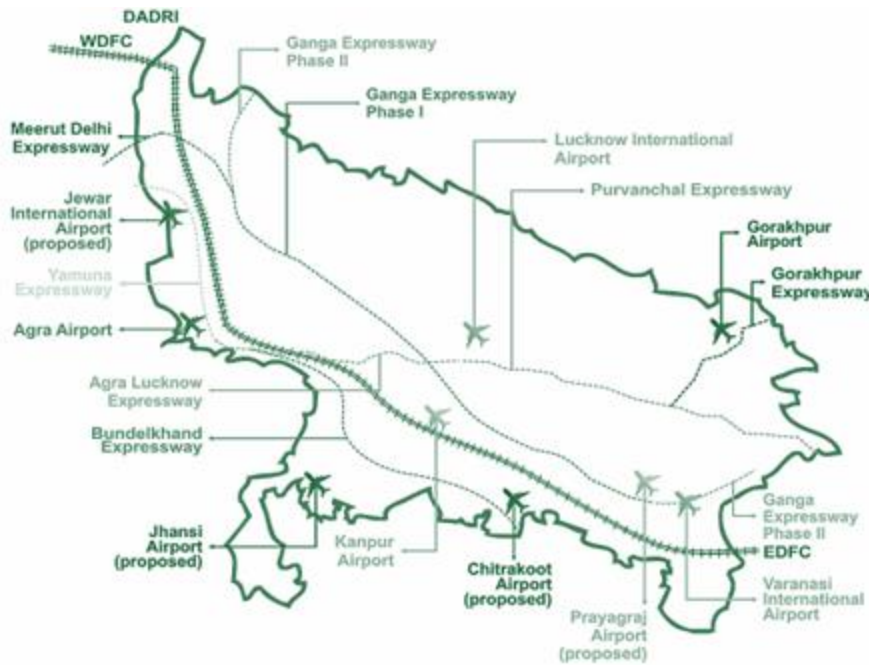 DADRI
WDFC
Ganga Expressway
Phase II
Ganga Expressway
Phase I
Meerut Delhi
Expressway
Lucknow International
Airport
Purvanchal Expressway
Jewar
International
Airport
(proposed)
Gorakhpur
Airport
Gorakhpur
Expressway
Yamuna
Expressway
Agra Airport
Agra Lucknow
Expressway
Bundelkhand
Expressway
Jhansi
Airport
(proposed)
Kanpur
Airport
Chitrakoot
Airport
(proposed)
Prayagraj
Airport
(proposed)
Ganga
Expressway
Phase II
EDFC
Varanasi
International
Airport